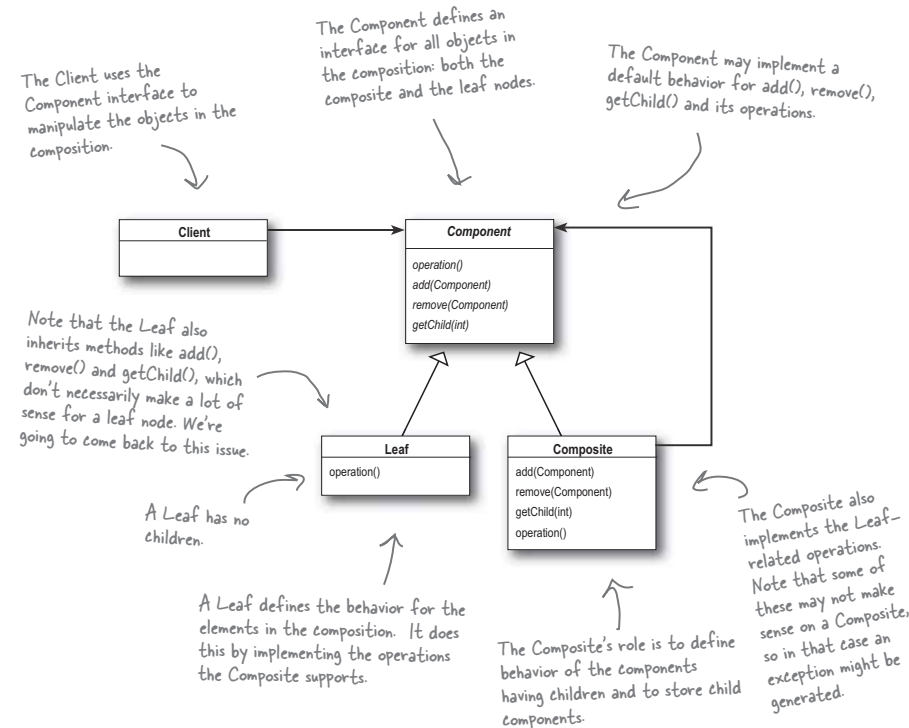 The Client uses the
Component interface to
manipulate the objects in the
composition.
The Component defines an
interface for all objects in
the composition: both the
composite and the leaf nodes.
The Component may implement a
default behavior for add(), remove(),
getChild() and its operations.
Client
Component
operation()
add(Component)
remove(Component)
getChild(int)
Note that the Leaf also
inherits methods like add(),
remove() and getChild(), which
don't necessarily make a lot of
sense for a leaf node. We're
going to come back to this issue.
Leaf
operation()
Composite
add(Component)
remove(Component)
getChild(int)
operation()
A Leaf has no
children.
The Composite also
implements the Leaf-
related operations.
Note that some of
these may not make
sense on a Composite,
so in that case an
exception might be
generated.
A Leaf defines the behavior for the
elements in the composition. It does
this by implementing the operations
the Composite supports.
The Composite's role is to define
behavior of the components
having children and to store child
components.